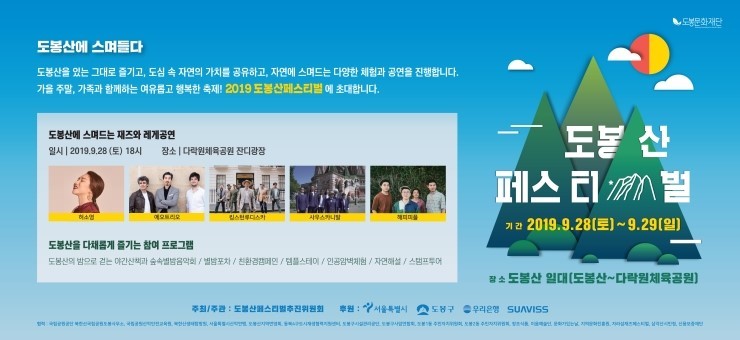 도봉문화재단
도봉산에 스며들다
도봉산을 있는 그대로 즐기고, 도심 속 자연의 가치를 공유하고, 자연에 스며드는 다양한 체험과 공연을 진행합니다.
가을 주말, 가족과 함께하는 여유롭고 행복한 축제! 2019 도봉산페스티벌 에 초대합니다.
도봉산에 스며드는 재즈와 레게공연
일시 | 2019.9.28 (토) 18시 장소 | 다락원체육공원 잔디광장
허소영
예모트리오
킹스턴루디스카
사우스카니발
해피피플
도봉산을 다채롭게 즐기는 참여 프로그램
도봉산의 밤으로 걷는 야간산책과 숲속별밤음악회 / 별밤포차 / 친환경캠페인 / 템플스테이 / 인공암벽체험 / 자연해설 / 스탬프투어
도봉산
페스티벌
기간 2019.9.28(토) ~ 9.29(일)
장소 도봉산 일대(도봉산~다락원체육공원)
주최/주관 : 도봉산페스티벌추진위원회 후원 : 서울특별시 도봉구 우리은행 SUAVISS
협력 :